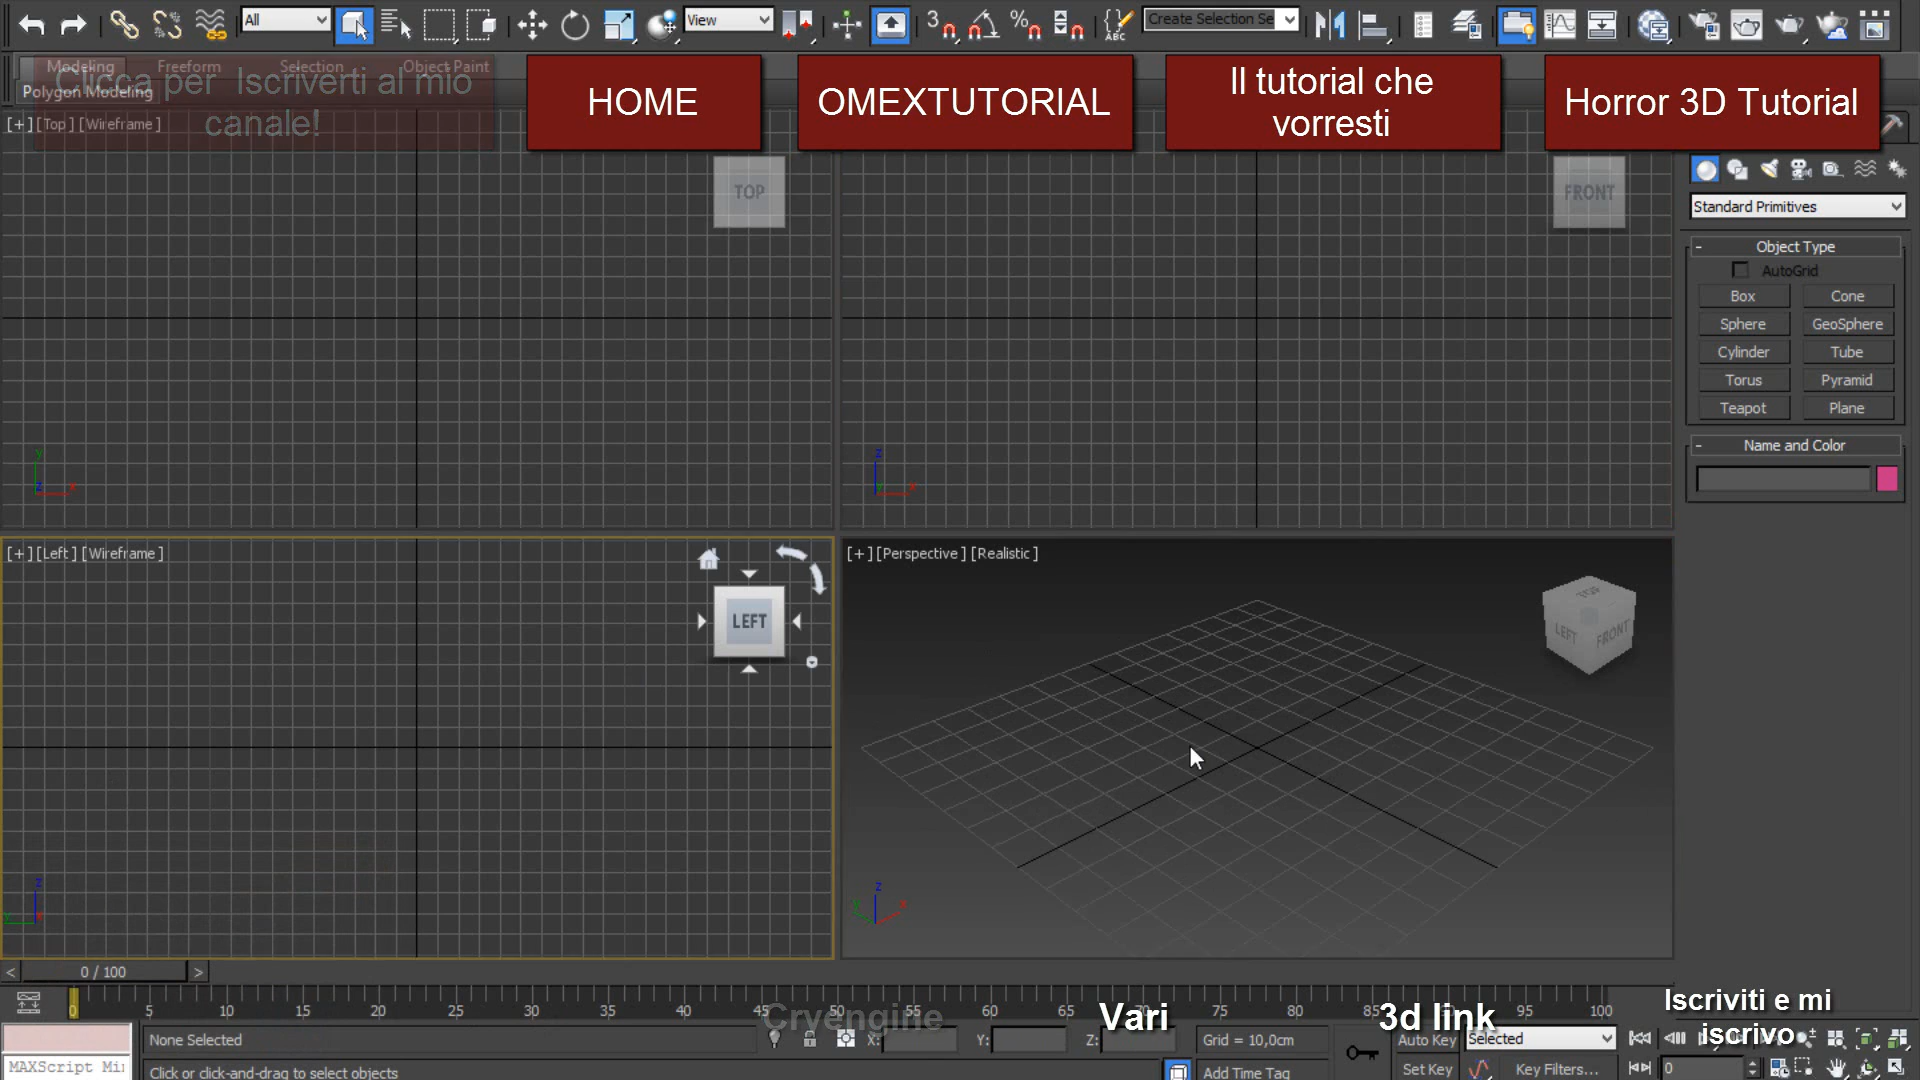 All
View
3
%
ABC
Create Selection Se
Modeling Freeform Selection Object Paint
Clicca per Iscriverti al mio
canale!
Polygon Modeling
HOME
OMEXTUTORIAL
Il tutorial che
vorresti
Horror 3D Tutorial
[+][Top][Wireframe]
TOP
FRONT
Standard Primitives
- Object Type
AutoGrid
Box Cone
Sphere GeoSphere
Cylinder Tube
Torus Pyramid
Teapot Plane
- Name and Color
y
z x
z
y x
[+][Left][Wireframe]
LEFT
[+][Perspective][Realistic]
TOP
LEFT FRONT
z
y x
z
y x
< 0 / 100 >
0 5 10 15 20 25 30 35 40 45 50 55 60 65 75 80 85 95 100
Cryengine
Vari
3d link
Iscriviti e mi
iscrivo
None Selected
X: Y: Z:
Grid = 10,0cm
Auto Key
Selected
MAXScript Mi
Click or click-and-drag to select objects
Add Time Tag
Set Key
Key Filters...
0